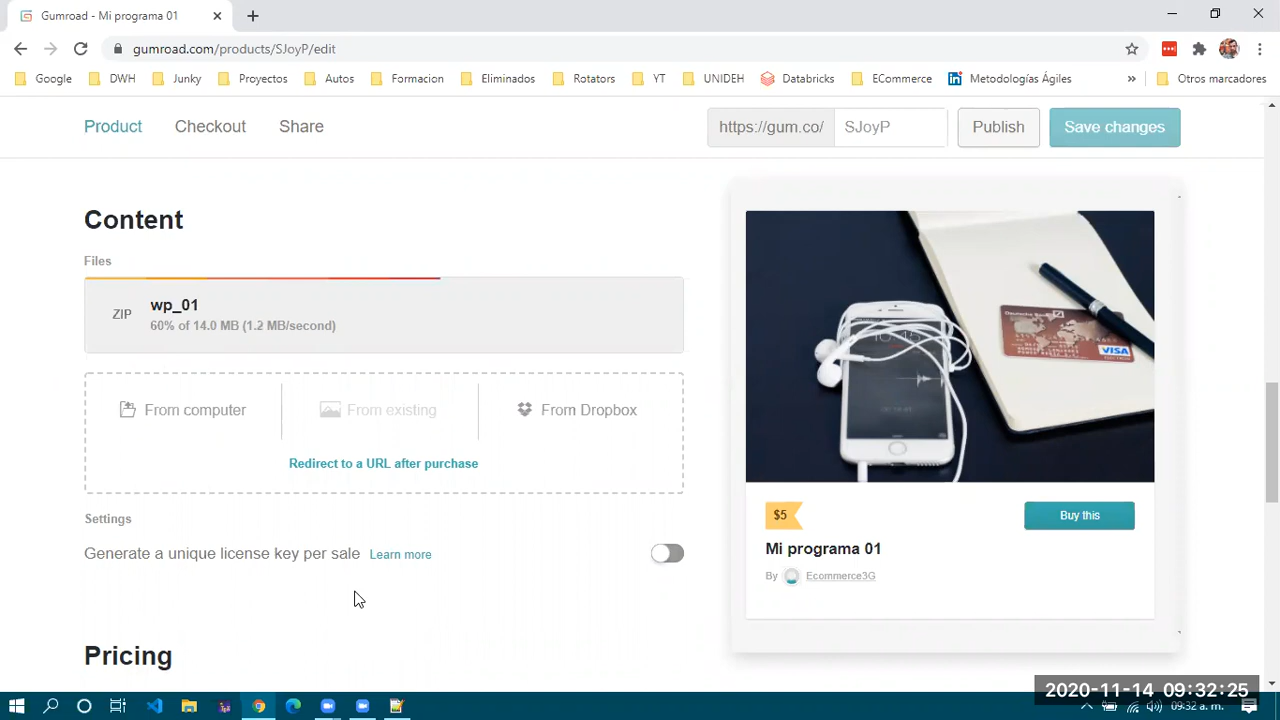 Gumroad - Mi programa 01
gumroad.com/products/SJoyP/edit
Google DWH Junky Proyectos Autos Formacion Eliminados Rotators YT UNIDEH Databricks ECommerce Metodologías Ágiles » Otros marcadores
Product Checkout Share https://gum.co/ SJoyP Publish Save changes
Content
Files
ZIP wp_01
60% of 14.0 MB (1.2 MB/second)
From computer From existing From Dropbox
Redirect to a URL after purchase
Settings
Generate a unique license key per sale Learn more
Pricing
VISA
$5 Buy this
Mi programa 01
By Ecommerce3G
2020-11-14 09:32:25
09:32 a. m.